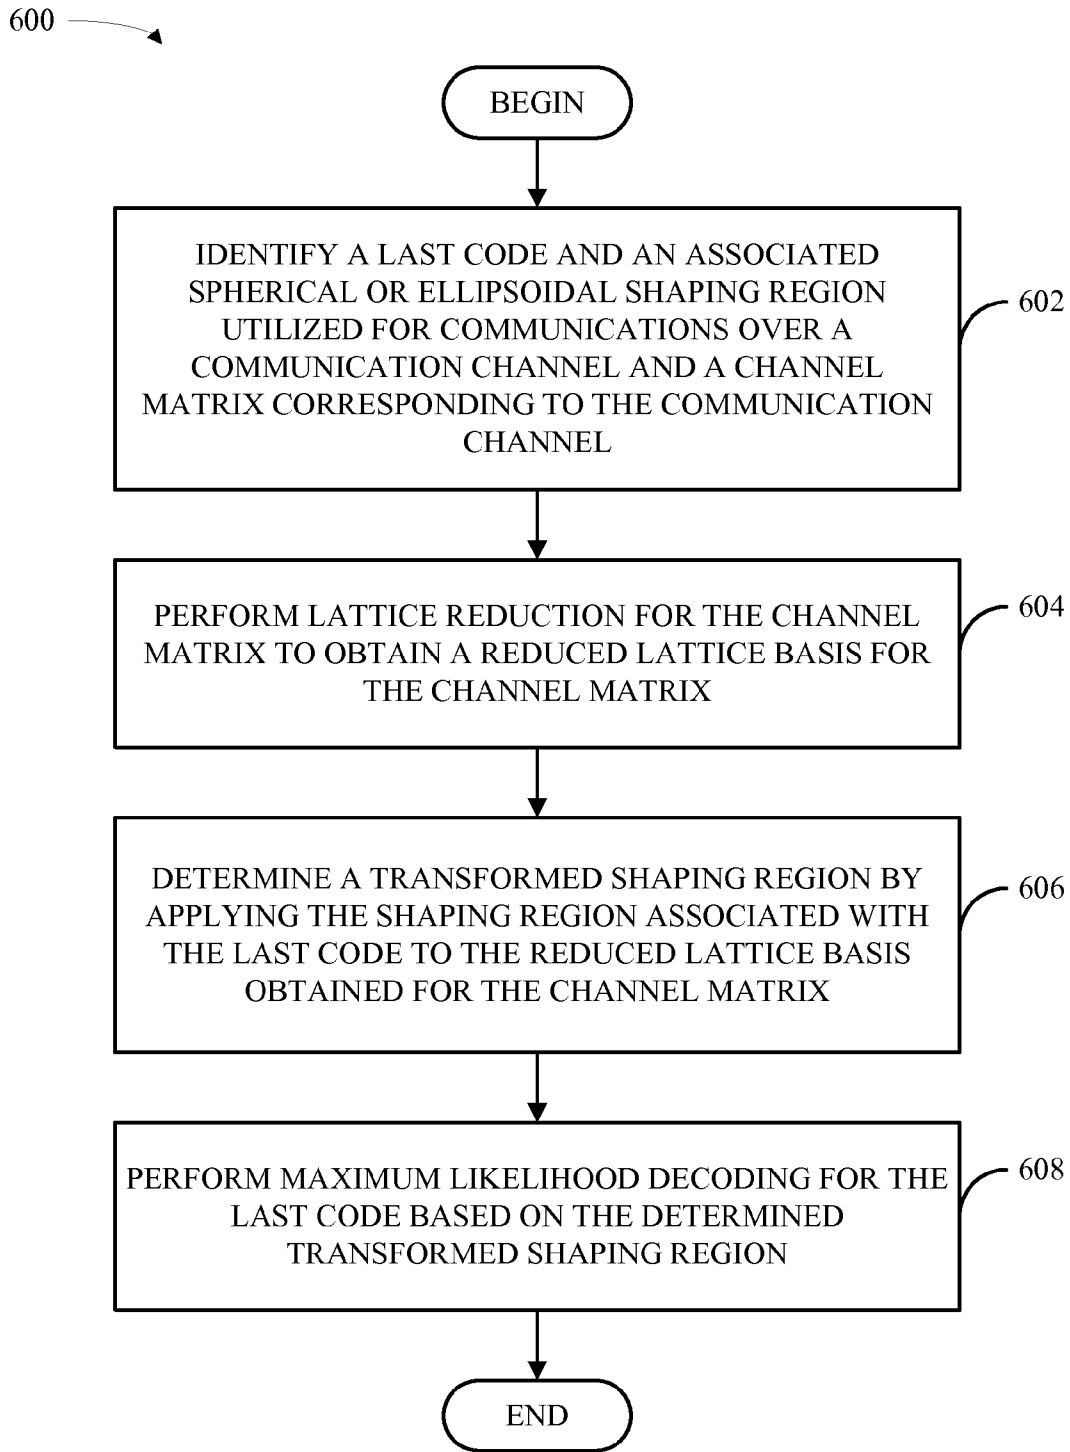 600
BEGIN
IDENTIFY A LAST CODE AND AN ASSOCIATED
SPHERICAL OR ELLIPSOIDAL SHAPING REGION
UTILIZED FOR COMMUNICATIONS OVER A
COMMUNICATION CHANNEL AND A CHANNEL
MATRIX CORRESPONDING TO THE COMMUNICATION
CHANNEL
602
PERFORM LATTICE REDUCTION FOR THE CHANNEL
MATRIX TO OBTAIN A REDUCED LATTICE BASIS FOR
THE CHANNEL MATRIX
604
DETERMINE A TRANSFORMED SHAPING REGION BY
APPLYING THE SHAPING REGION ASSOCIATED WITH
THE LAST CODE TO THE REDUCED LATTICE BASIS
OBTAINED FOR THE CHANNEL MATRIX
606
PERFORM MAXIMUM LIKELIHOOD DECODING FOR THE
LAST CODE BASED ON THE DETERMINED
TRANSFORMED SHAPING REGION
608
END